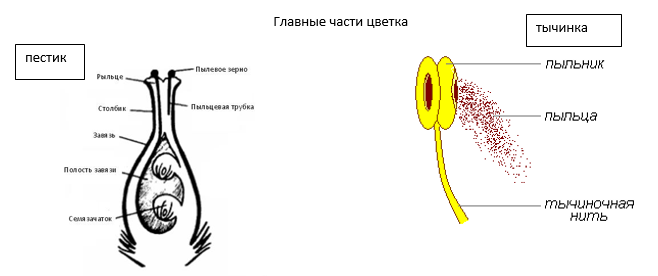 Главные части цветка
пестик
Пылевое зерно
Рыльце
Столбик
Пыльцевая трубка
Завязь
Полость завязи
Семязачаток
тычинка
пыльник
пыльца
тычиночная
нить